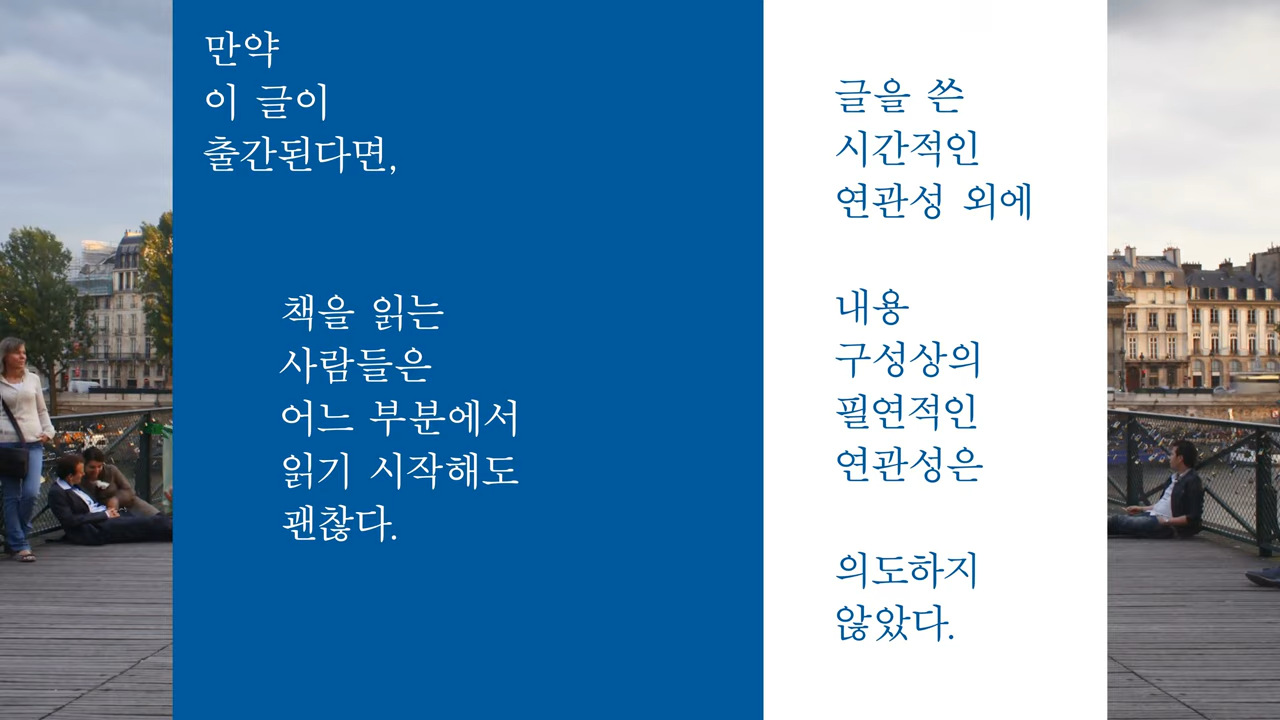 만약
이 글이
출간된다면,
책을 읽는
사람들은
어느 부분에서
읽기 시작해도
괜찮다.
글을 쓴
시간적인
연관성 외에
내용
구성상의
필연적인
연관성은
의도하지
않았다.